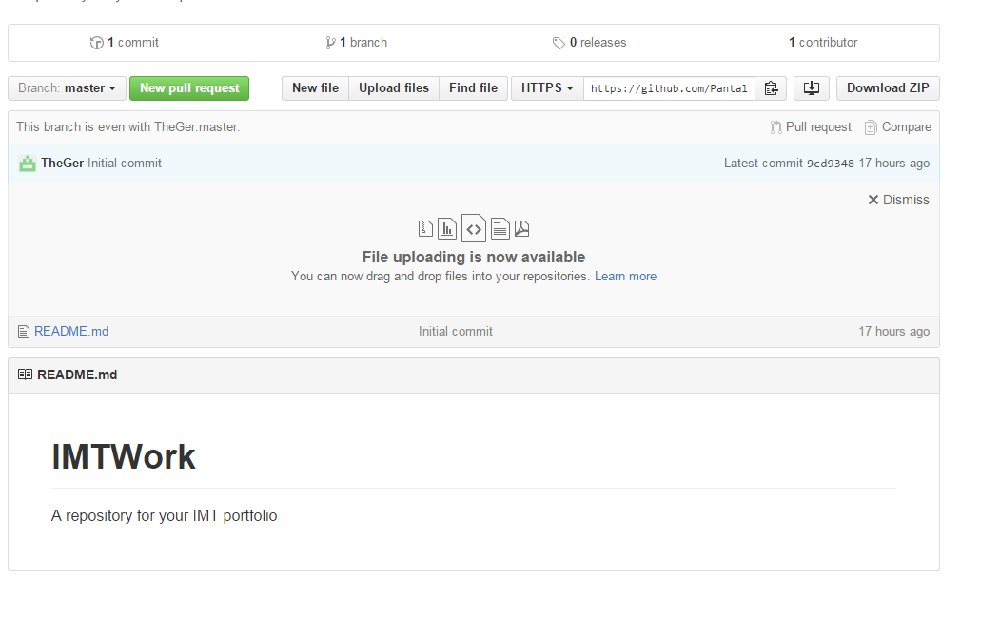 1 commit 1 branch 0 releases 1 contributor
Branch: master New pull request New file Upload files Find file HTTPS https://github.com/Pantal Download ZIP
This branch is even with TheGer:master. Pull request Compare
TheGer Initial commit Latest commit 9cd9348 17 hours ago
Dismiss
File uploading is now available
You can now drag and drop files into your repositories. Learn more
README.md Initial commit 17 hours ago
README.md
IMTWork
A repository for your IMT portfolio